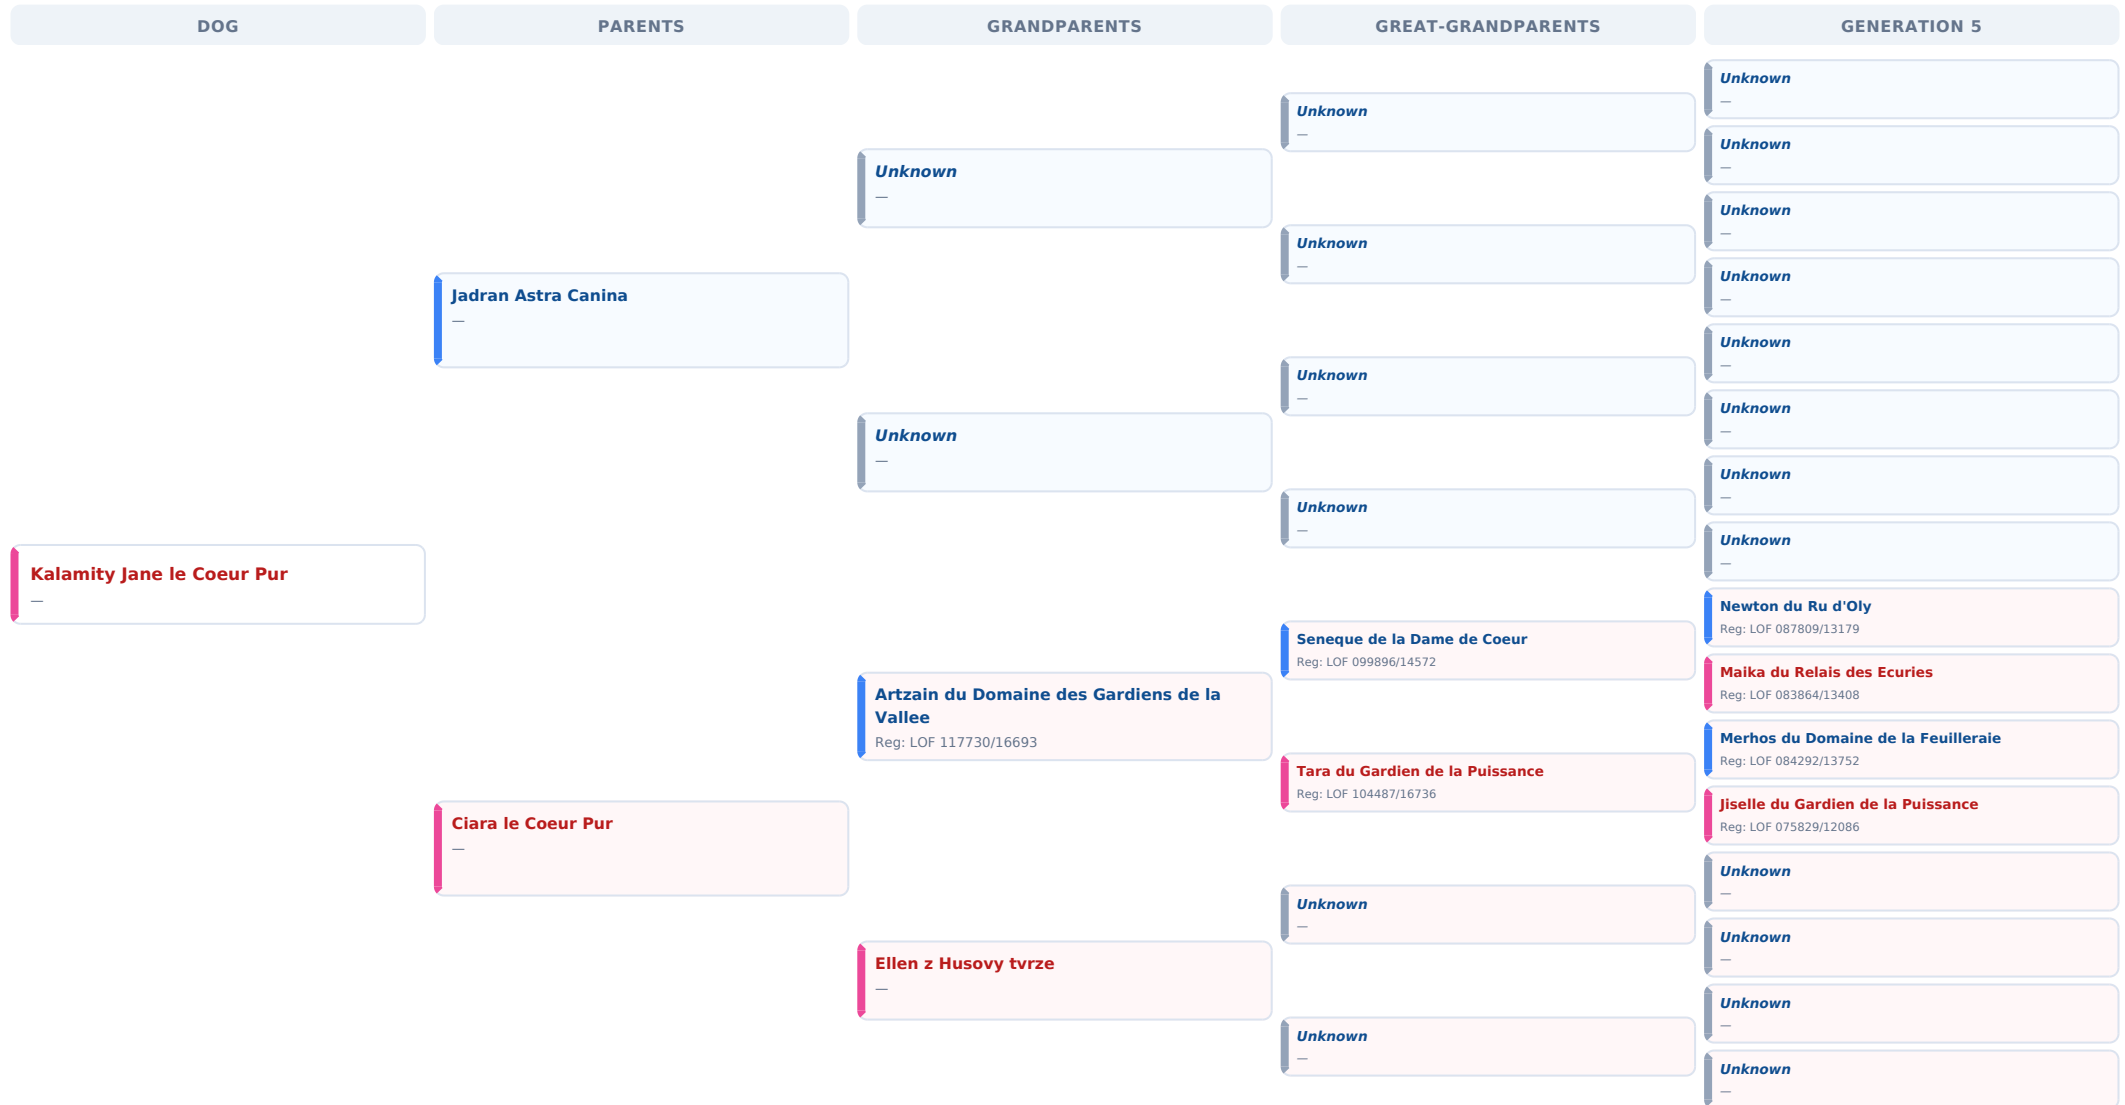 DOG
PARENTS
GRANDPARENTS
GREAT-GRANDPARENTS
GENERATION 5
Kalamity Jane le Coeur Pur
—
Jadran Astra Canina
—
Ciara le Coeur Pur
—
Unknown
—
Unknown
—
Artzain du Domaine des Gardiens de la
Vallee
Reg: LOF 117730/16693
Ellen z Husovy tvrze
—
Unknown
—
Unknown
—
Unknown
—
Unknown
—
Seneque de la Dame de Coeur
Reg: LOF 099896/14572
Tara du Gardien de la Puissance
Reg: LOF 104487/16736
Unknown
—
Unknown
—
Unknown
—
Unknown
—
Unknown
—
Unknown
—
Unknown
—
Unknown
—
Unknown
—
Unknown
—
Newton du Ru d'Oly
Reg: LOF 087809/13179
Maika du Relais des Ecuries
Reg: LOF 083864/13408
Merhos du Domaine de la Feuilleraie
Reg: LOF 084292/13752
Jiselle du Gardien de la Puissance
Reg: LOF 075829/12086
Unknown
—
Unknown
—
Unknown
—
Unknown
—